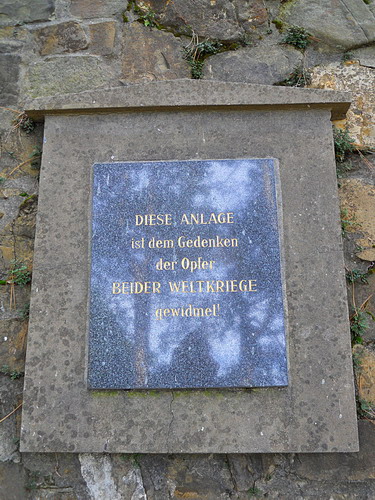 DIESE ANLAGE
ist dem Gedenken
der Opfer
BEIDER WELTKRIEGE
gewidmet!